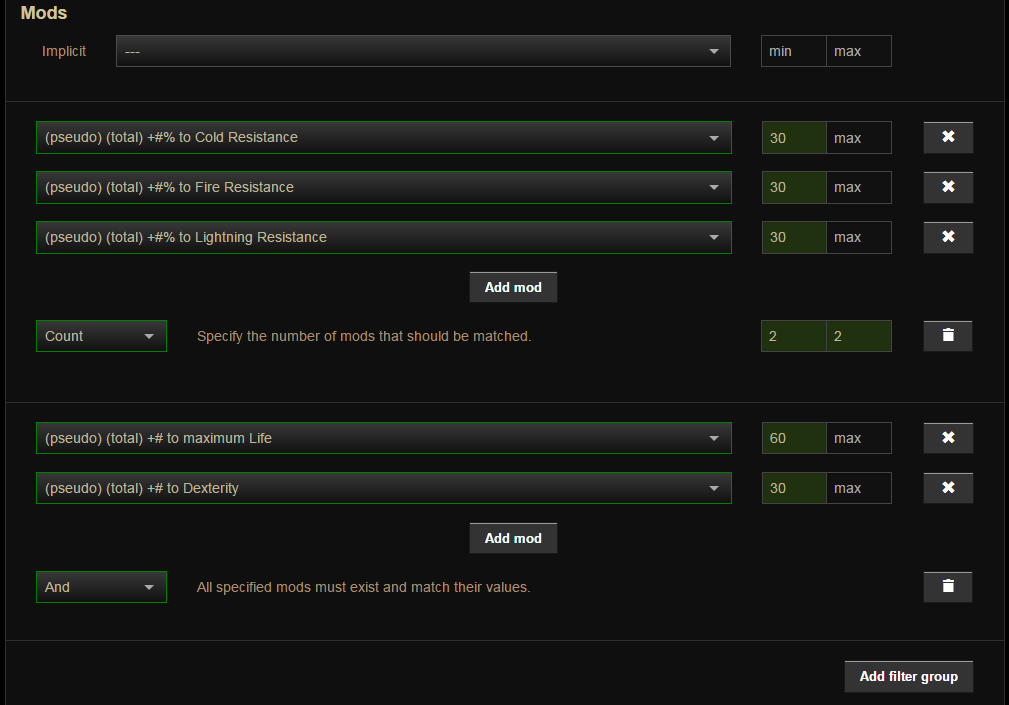 Mods
Implicit --- min max
(pseudo) (total) +#% to Cold Resistance 30 max
(pseudo) (total) +#% to Fire Resistance 30 max
(pseudo) (total) +#% to Lightning Resistance 30 max
Add mod
Count Specify the number of mods that should be matched. 2 2
(pseudo) (total) +# to maximum Life 60 max
(pseudo) (total) +# to Dexterity 30 max
Add mod
And All specified mods must exist and match their values.
Add filter group